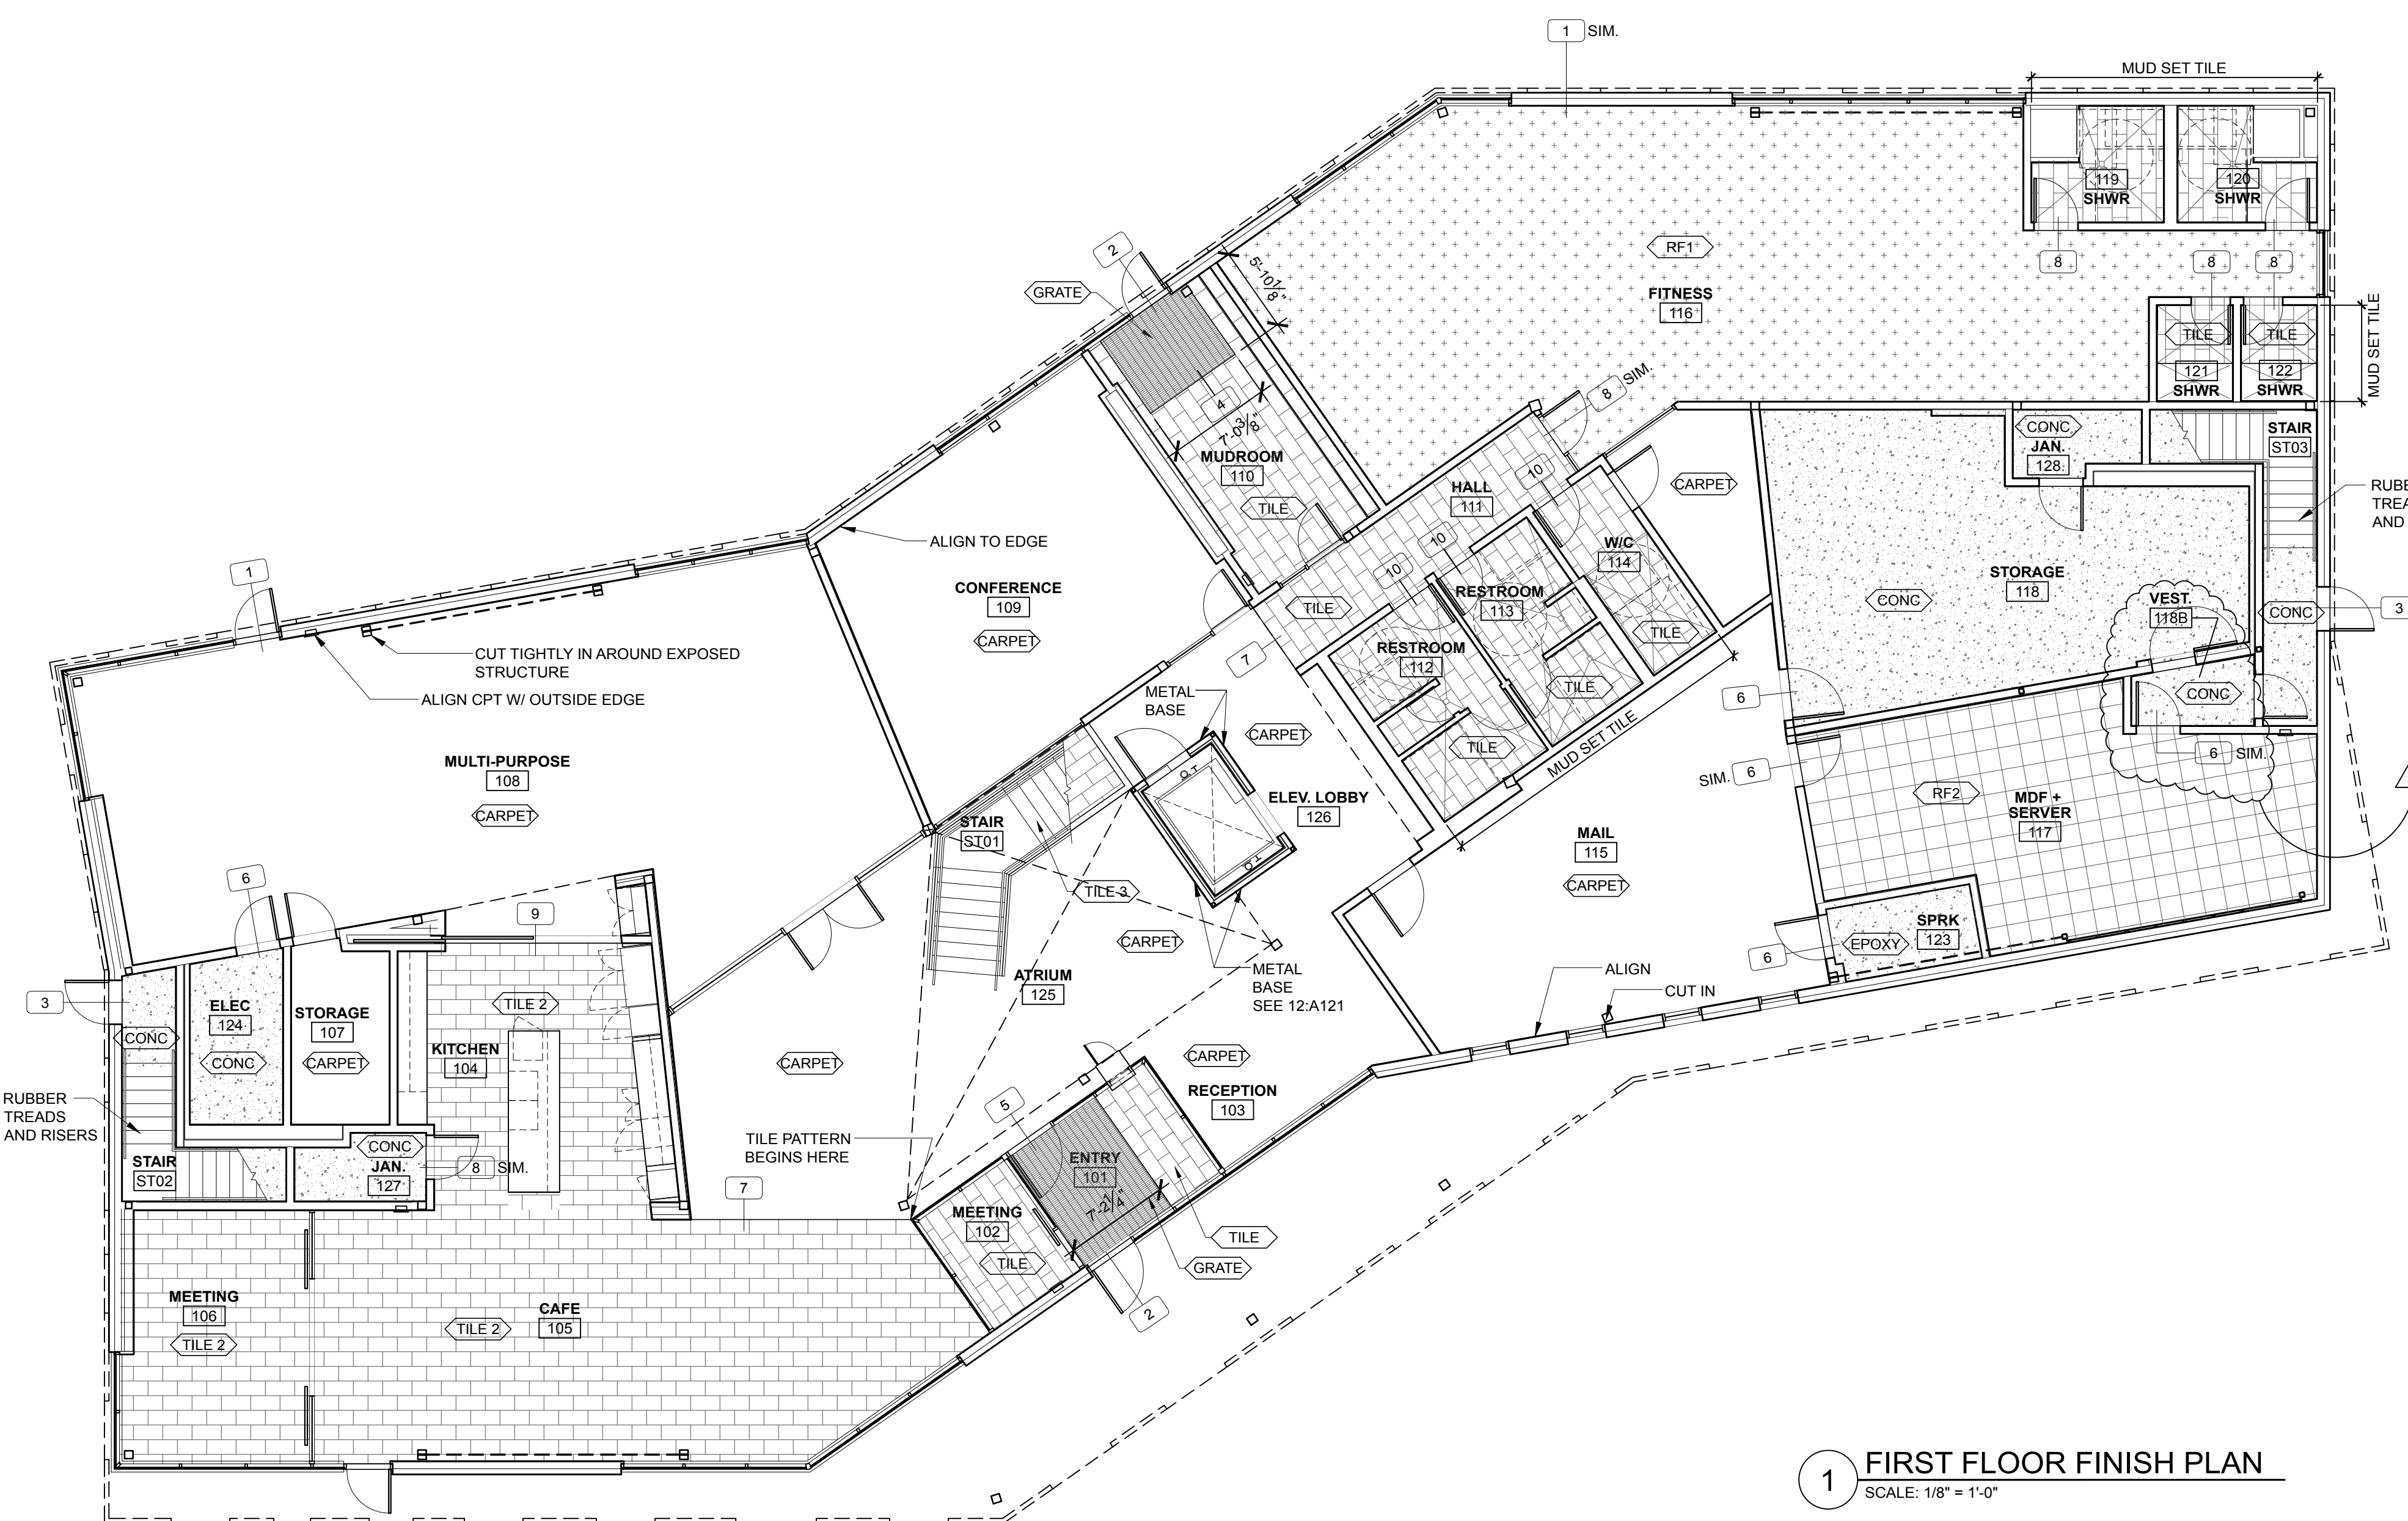 1 SIM.
MUD SET TILE
119
SHWR
120
SHWR
2
GRATE
5'-10 1/8"
RF1
FITNESS
116
8
8
8
MUD SET TILE
TILE
TILE
121
SHWR
122
SHWR
4
7'-0 3/8"
8 SIM.
MUDROOM
110
TILE
HALL
111
10
CARPET
CONC
JAN.
128
STAIR
ST03
RUBE
TREA
AND
ALIGN TO EDGE
10
10
W/C
114
1
CONFERENCE
109
CARPET
TILE
RESTROOM
113
TILE
STORAGE
118
CONC
VEST.
118B
CONC
3
CUT TIGHTLY IN AROUND EXPOSED
STRUCTURE
ALIGN CPT W/ OUTSIDE EDGE
7
RESTROOM
112
TILE
METAL
BASE
CARPET
TILE
MUD SET TILE
6
CONC
6 SIM.
MULTI-PURPOSE
108
CARPET
SIM. 6
RF2
MDF +
SERVER
117
ELEV. LOBBY
126
STAIR
ST01
MAIL
115
CARPET
6
TILE 3
9
CARPET
SPRK
123
EPOXY
6
ATRIUM
125
METAL
BASE
SEE 12:A121
ALIGN
CUT IN
3
CONC
ELEC
124
CONC
STORAGE
107
CARPET
TILE 2
KITCHEN
104
CARPET
CARPET
RECEPTION
103
RUBBER
TREADS
AND RISERS
5
TILE PATTERN
BEGINS HERE
CONC
JAN.
127
8 SIM.
STAIR
ST02
7
ENTRY
101
7'-2 1/4"
MEETING
102
TILE
TILE
GRATE
2
MEETING
106
TILE 2
CAFE
105
TILE 2
1 FIRST FLOOR FINISH PLAN
SCALE: 1/8" = 1'-0"